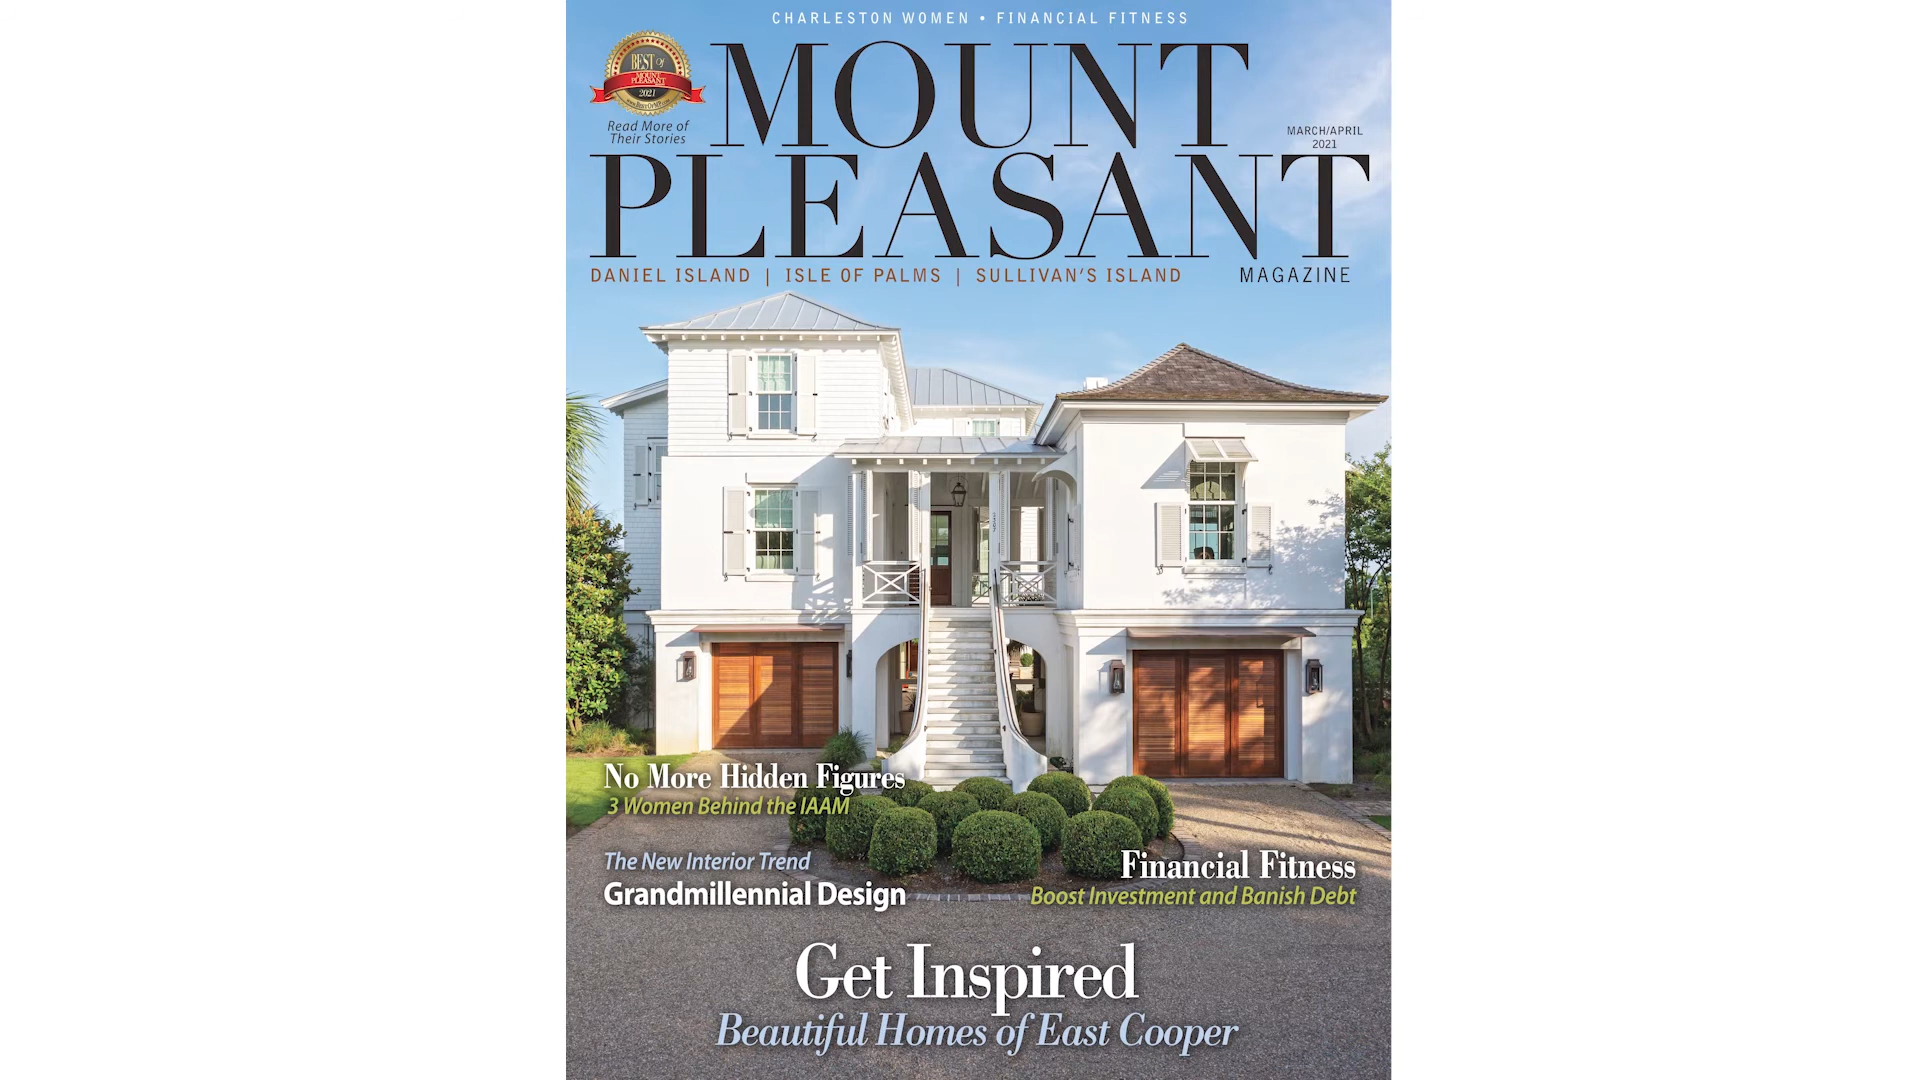 CHARLESTON WOMEN • FINANCIAL FITNESS
BEST Of
MOUNT
PLEASANT
2021
Read More of
Their Stories
MOUNT
MARCH/APRIL
2021
PLEASANT
DANIEL ISLAND | ISLE OF PALMS | SULLIVAN'S ISLAND
MAGAZINE
No More Hidden Figures
3 Women Behind the IAAM
The New Interior Trend
Grandmillennial Design
Financial Fitness
Boost Investment and Banish Debt
Get Inspired
Beautiful Homes of East Cooper